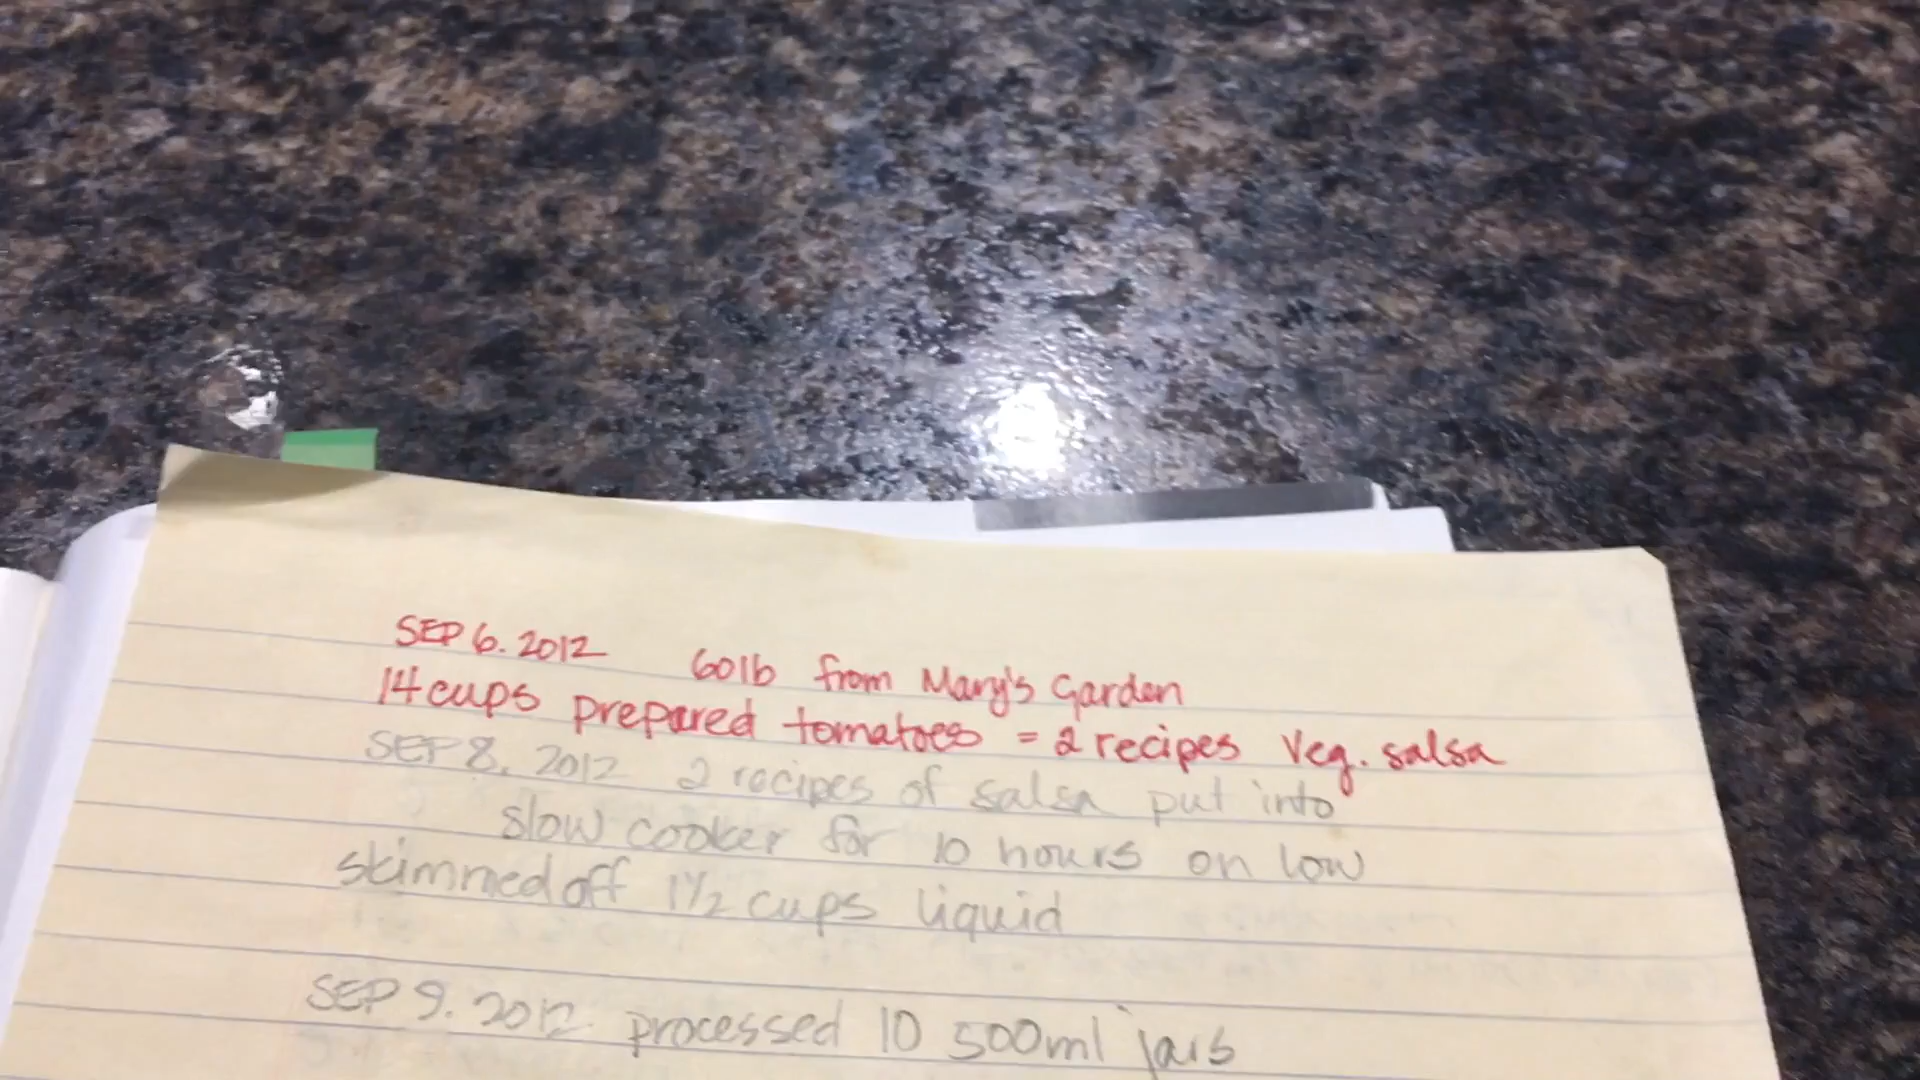 SEP 6. 2012 60lb from Mary's Garden
14 cups prepared tomatoes = 2 recipes Veg. salsa
SEP 8. 2012 2 recipes of salsa put into
slow cooker for 10 hours on low
skimmed off 1 1/2 cups liquid
SEP 9. 2012 processed 10 500ml jars